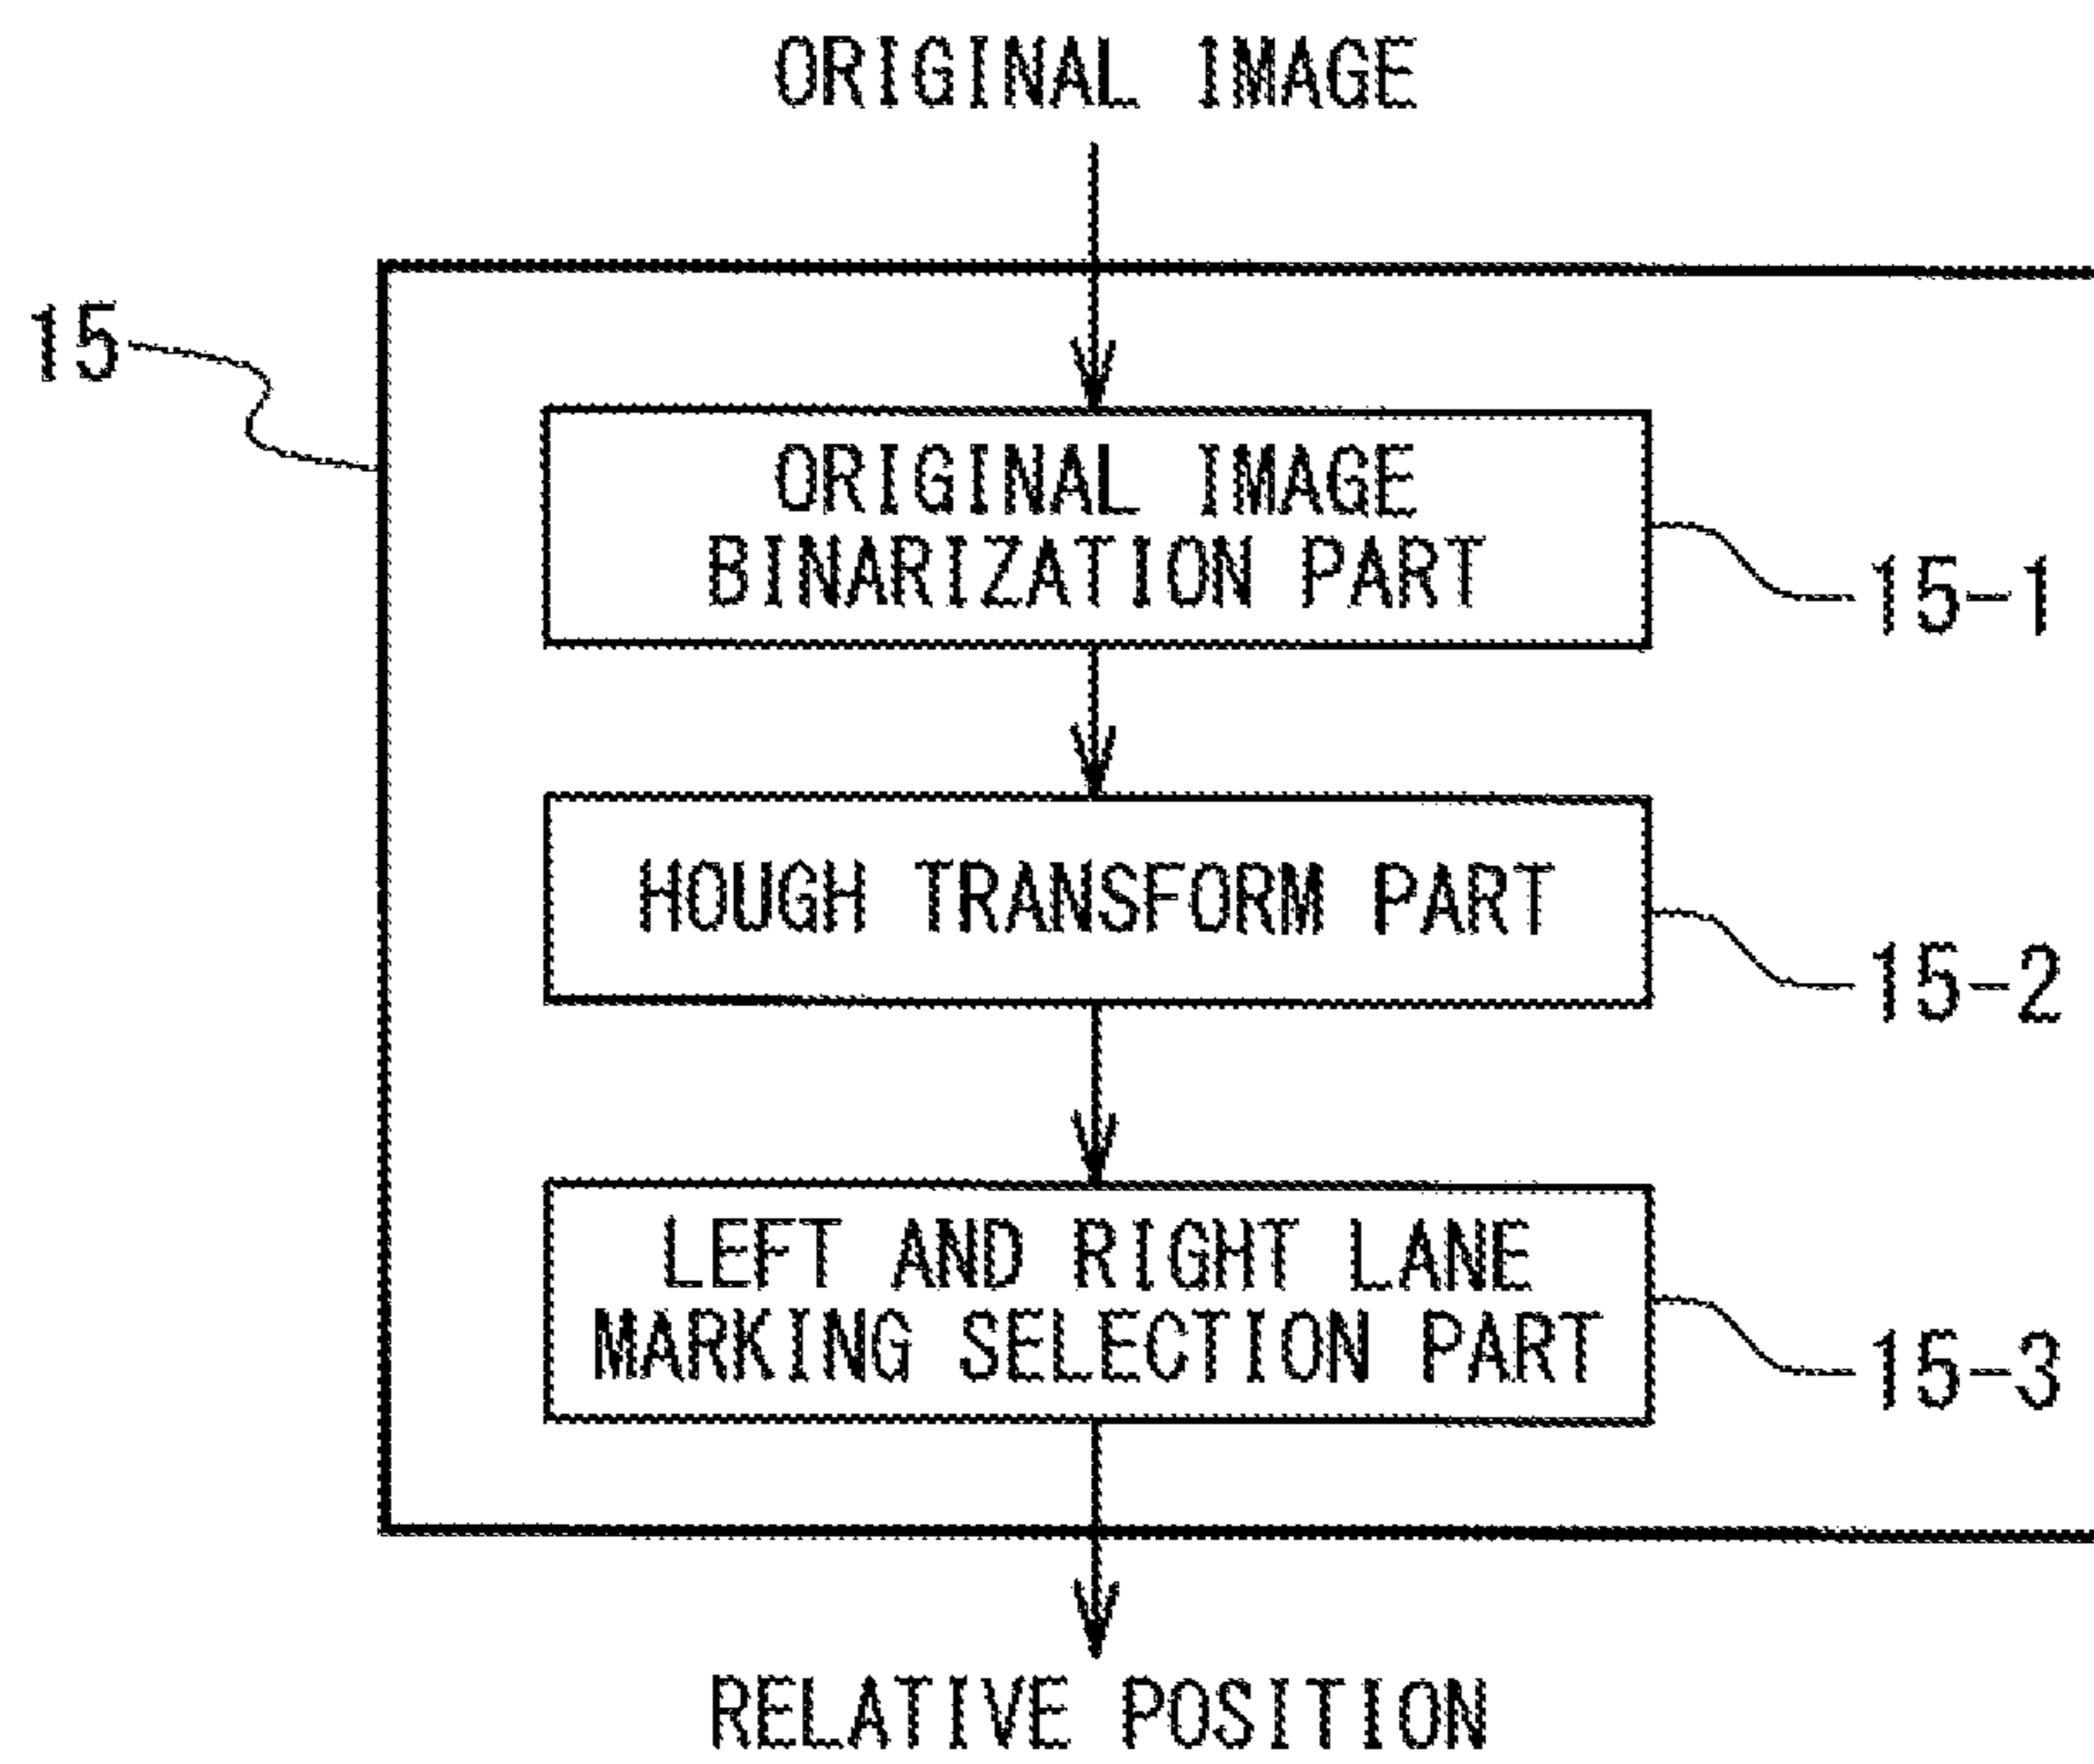 ORIGINAL IMAGE
15
ORIGINAL IMAGE
BINARIZATION PART
15-1
HOUGH TRANSFORM PART
15-2
LEFT AND RIGHT LANE
MARKING SELECTION PART
15-3
RELATIVE POSITION